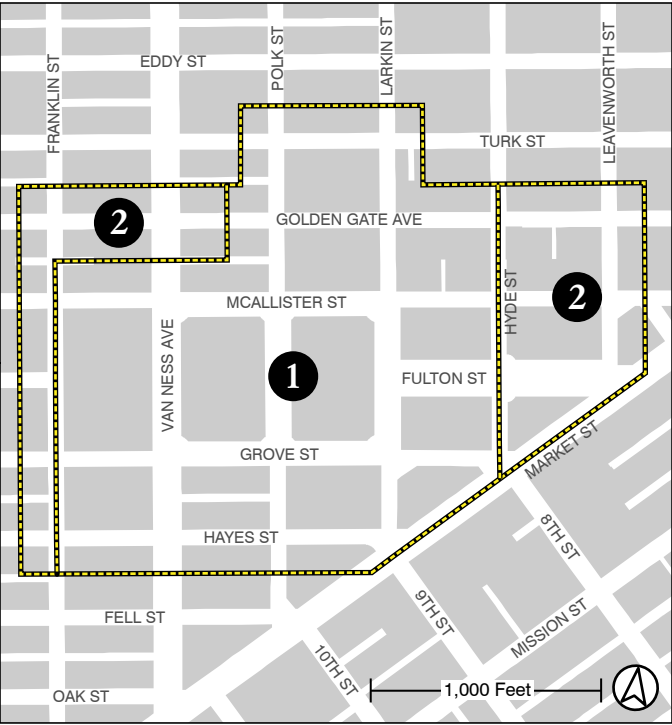 FRANKLIN ST
EDDY ST
POLK ST
LARKIN ST
LEAVENWORTH ST
TURK ST
2
GOLDEN GATE AVE
HYDE ST
2
MCALLISTER ST
VAN NESS AVE
1
FULTON ST
GROVE ST
MARKET ST
HAYES ST
8TH ST
FELL ST
9TH ST
MISSION ST
10TH ST
OAK ST
1,000 Feet